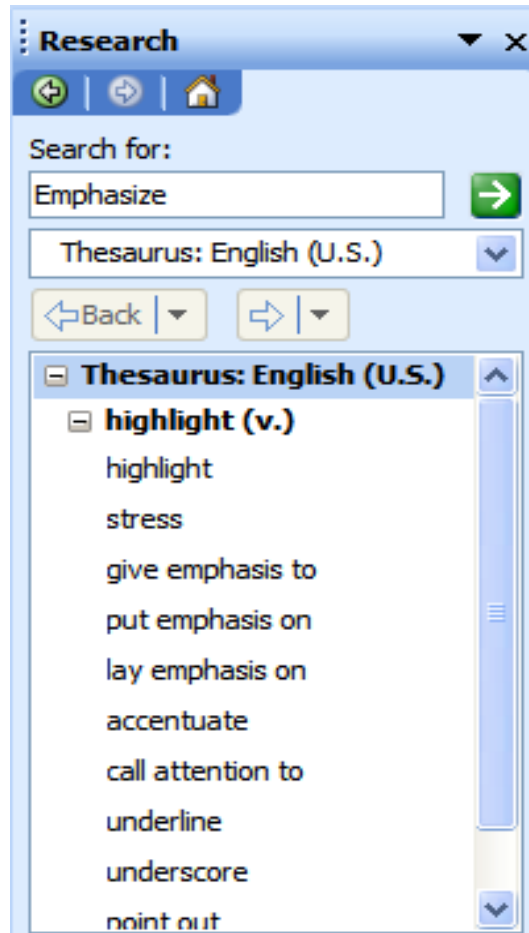 Research
Search for:
Emphasize
Thesaurus: English (U.S.)
Back
Thesaurus: English (U.S.)
highlight (v.)
highlight
stress
give emphasis to
put emphasis on
lay emphasis on
accentuate
call attention to
underline
underscore
point out